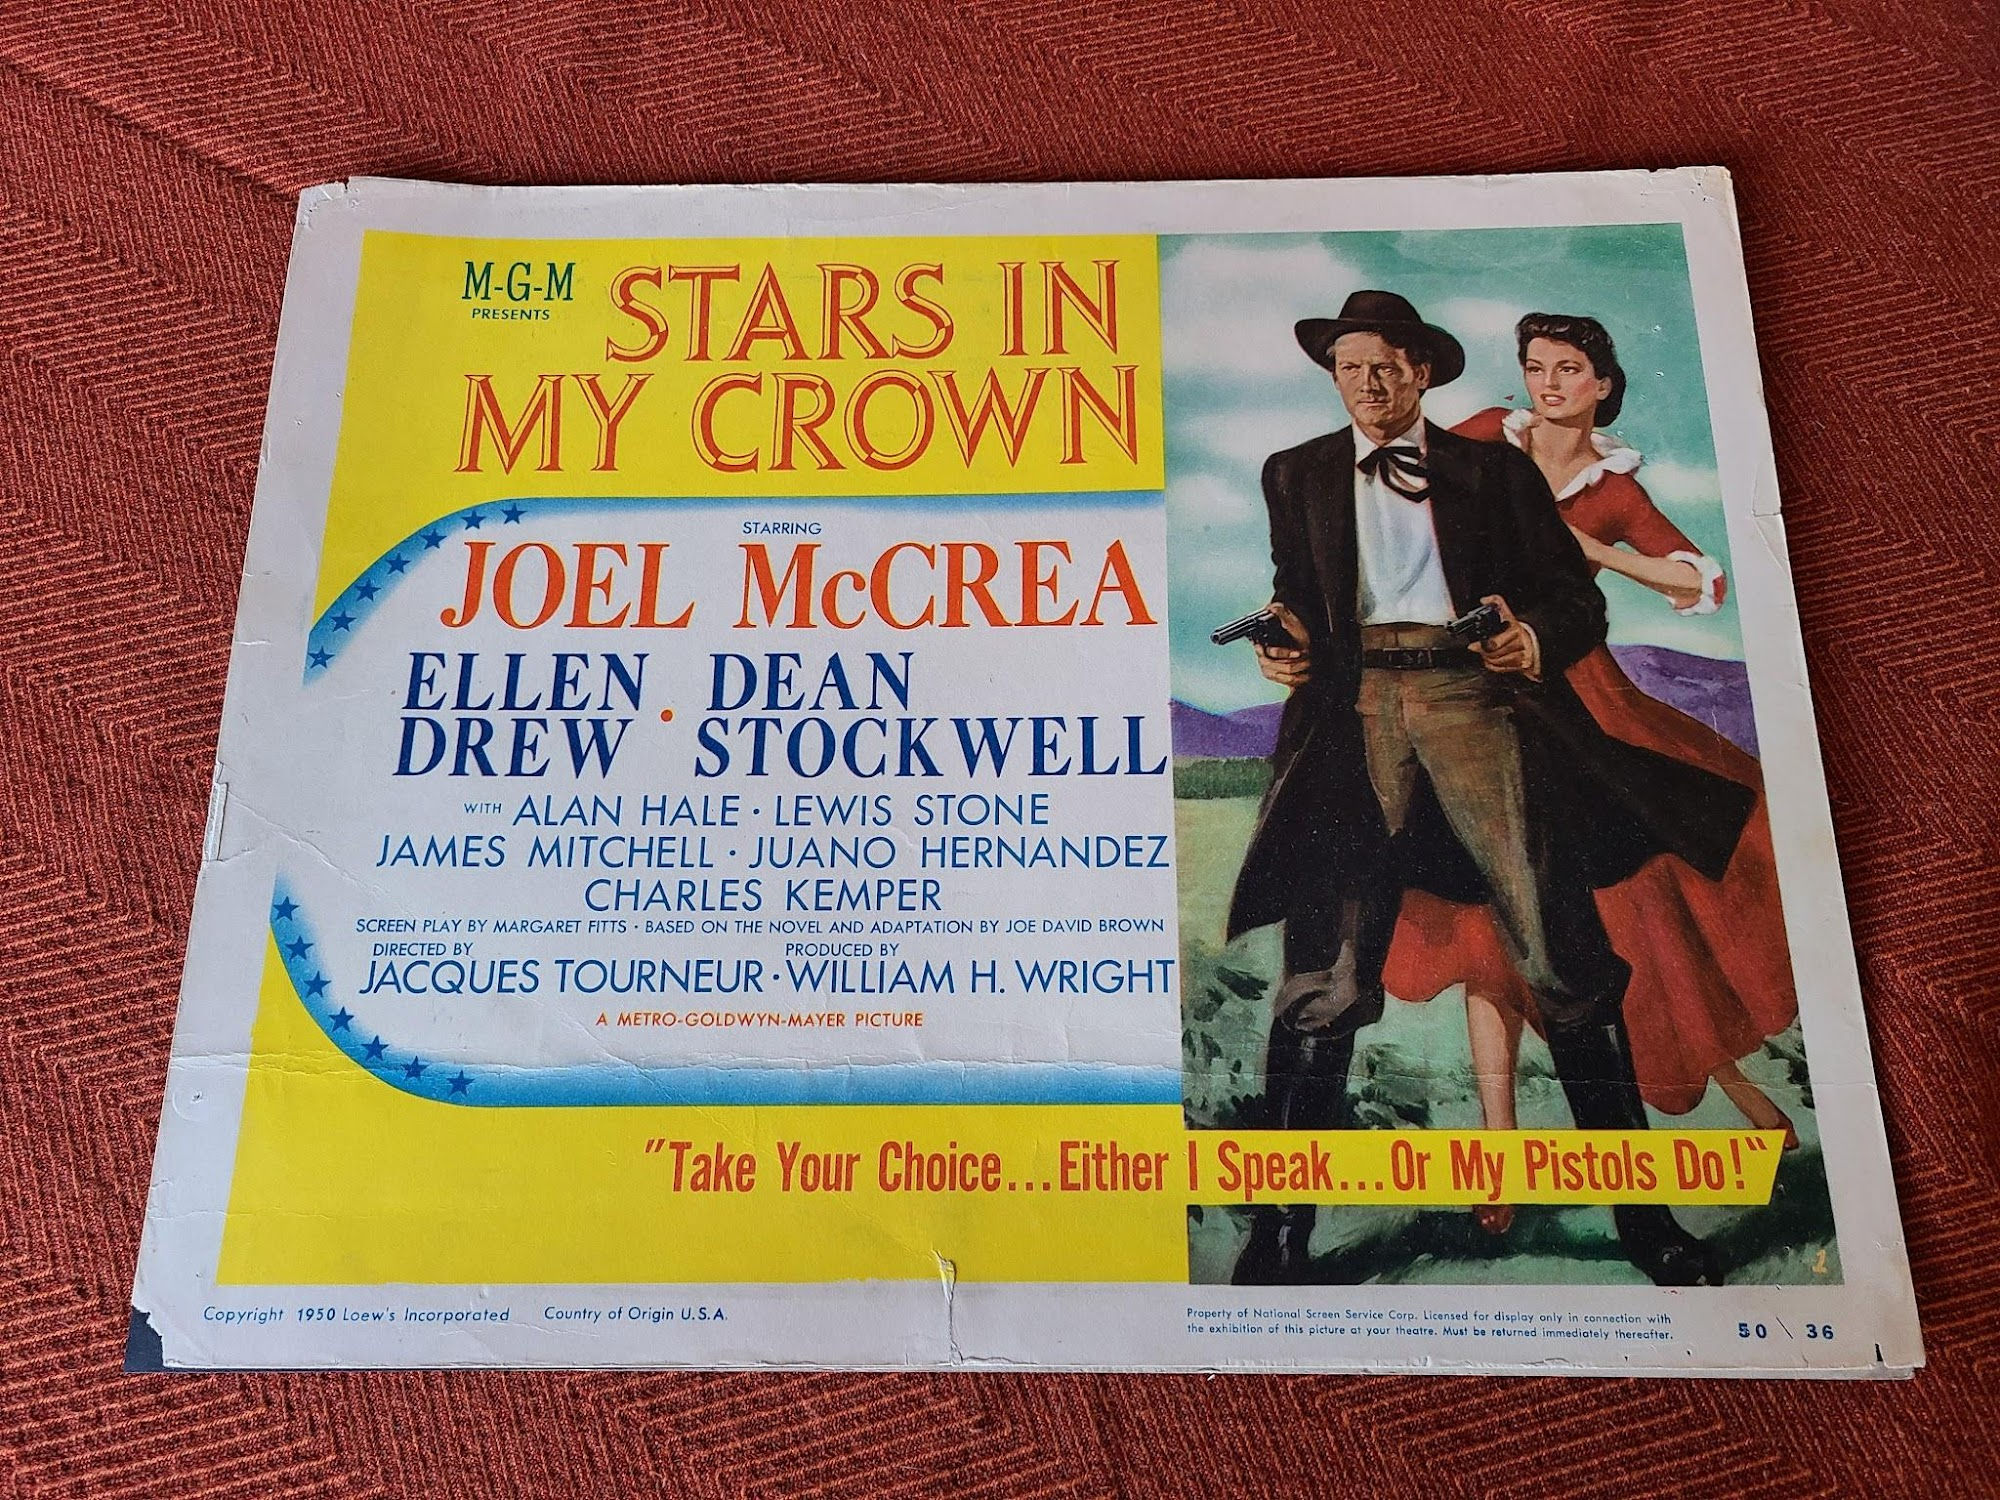 M-G-M
PRESENTS
STARS IN
MY CROWN
STARRING
JOEL McCREA
ELLEN DREW • DEAN STOCKWELL
WITH ALAN HALE • LEWIS STONE
JAMES MITCHELL • JUANO HERNANDEZ
CHARLES KEMPER
SCREEN PLAY BY MARGARET FITTS • BASED ON THE NOVEL AND ADAPTATION BY JOE DAVID BROWN
DIRECTED BY JACQUES TOURNEUR • PRODUCED BY WILLIAM H. WRIGHT
A METRO-GOLDWYN-MAYER PICTURE
"Take Your Choice...Either I Speak...Or My Pistols Do!"
1
Copyright 1950 Loew's Incorporated Country of Origin U.S.A.
Property of National Screen Service Corp. Licensed for display only in connection with
the exhibition of this picture at your theatre. Must be returned immediately thereafter.
50 \ 36